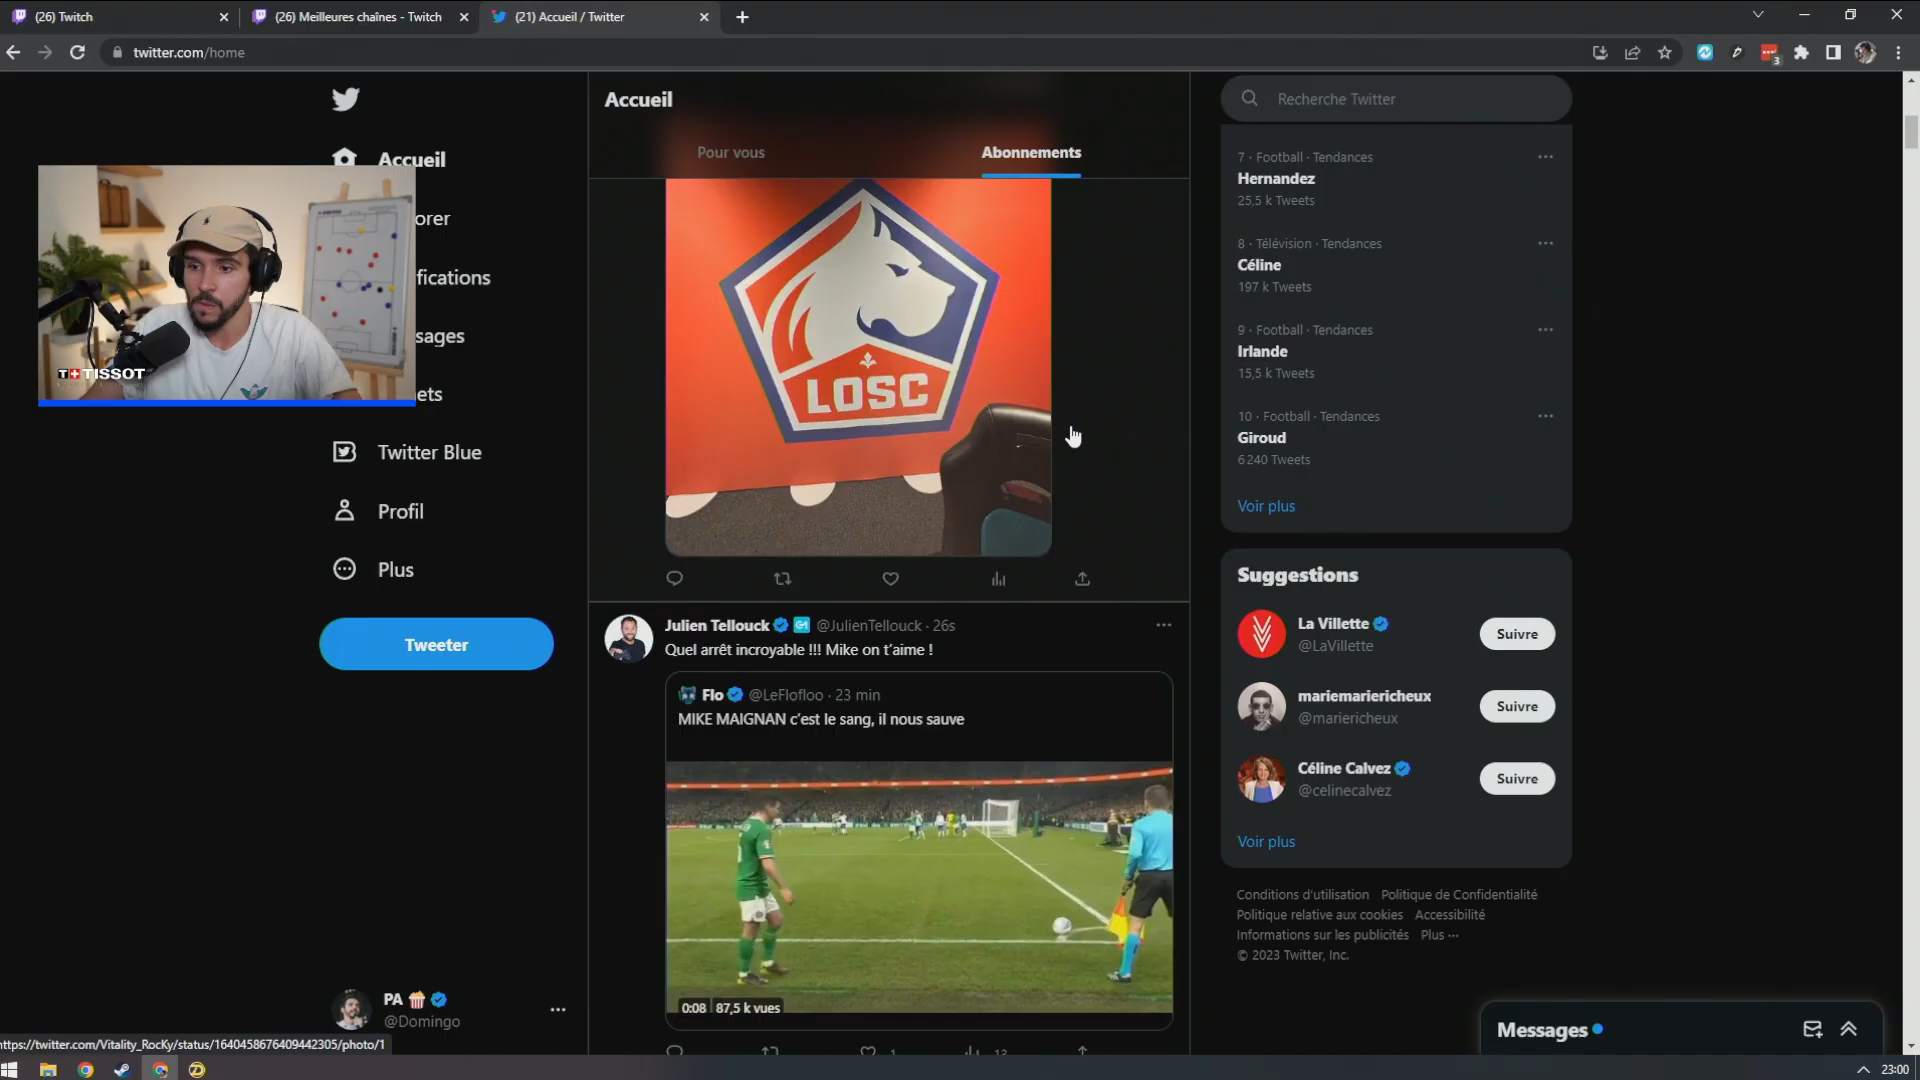 (26) Twitch
(26) Meilleures chaînes - Twitch
(21) Accueil / Twitter
twitter.com/home
3
Accueil
Pour vous
Abonnements
Recherche Twitter
Accueil
orer
fications
sages
ets
Twitter Blue
Profil
Plus
Tweeter
TISSOT
LOSC
7 · Football · Tendances
Hernandez
25,5 k Tweets
8 · Télévision · Tendances
Céline
197 k Tweets
9 · Football · Tendances
Irlande
15,5 k Tweets
10 · Football · Tendances
Giroud
6 240 Tweets
Voir plus
Julien Tellouck @JulienTellouck · 26s
Quel arrêt incroyable !!! Mike on t'aime !
Flo @LeFlofloo · 23 min
MIKE MAIGNAN c'est le sang, il nous sauve
0:08 87,5 k vues
1
13
Suggestions
La Villette
@LaVillette
Suivre
mariemariericheux
@mariericheux
Suivre
Céline Calvez
@celinecalvez
Suivre
Voir plus
Conditions d'utilisation Politique de Confidentialité
Politique relative aux cookies Accessibilité
Informations sur les publicités Plus ···
© 2023 Twitter, Inc.
PA
@Domingo
Messages
https://twitter.com/Vitality_RocKy/status/1640458676409442305/photo/1
23:00